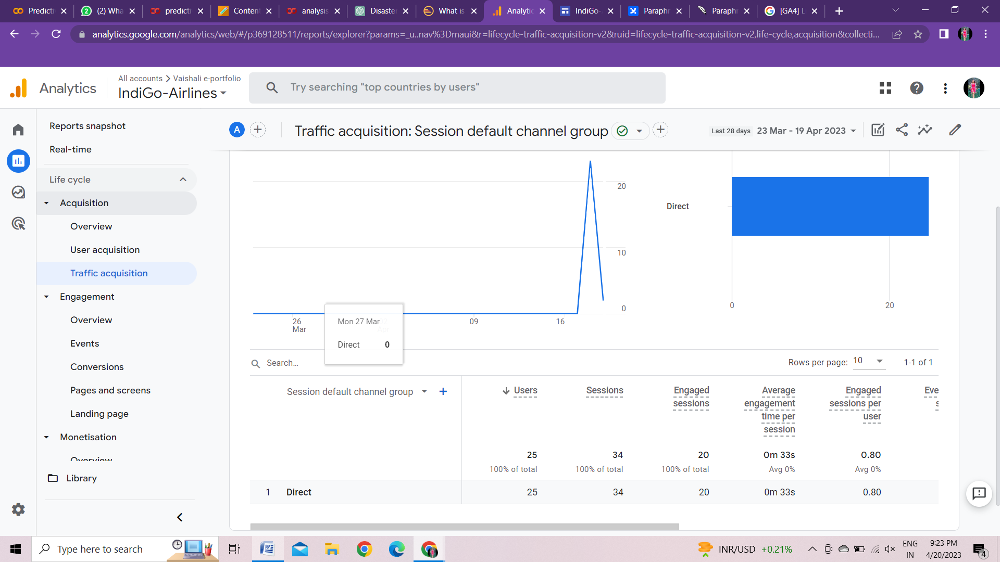 Predicti
(2) Wha
predicti
Content
analysis
Disaster
What is
Analytic
IndiGo-
Paraphr
Paraphr
[GA4] Li
analytics.google.com/analytics/web/#/p369128511/reports/explorer?params=_u..nav%3Dmaui&r=lifecycle-traffic-acquisition-v2&ruid=lifecycle-traffic-acquisition-v2,life-cycle,acquisition&collecti...
Analytics
All accounts > Vaishali e-portfolio
IndiGo-Airlines
Try searching "top countries by users"
Reports snapshot
Real-time
Life cycle
Acquisition
Overview
User acquisition
Traffic acquisition
Engagement
Overview
Events
Conversions
Pages and screens
Landing page
Monetisation
Overview
Library
A
Traffic acquisition: Session default channel group
Last 28 days 23 Mar - 19 Apr 2023
20
10
0
26
Mar
02
Apr
09
16
Mon 27 Mar
Direct 0
Direct
0
20
Search...
Rows per page: 10 1-1 of 1
Session default channel group
Users
Sessions
Engaged
sessions
Average
engagement
time per
session
Engaged
sessions per
user
Eve
s
25 34 20 0m 33s 0.80
100% of total 100% of total 100% of total Avg 0% Avg 0%
1 Direct 25 34 20 0m 33s 0.80
Type here to search
INR/USD +0.21%
ENG
IN
9:23 PM
4/20/2023
4